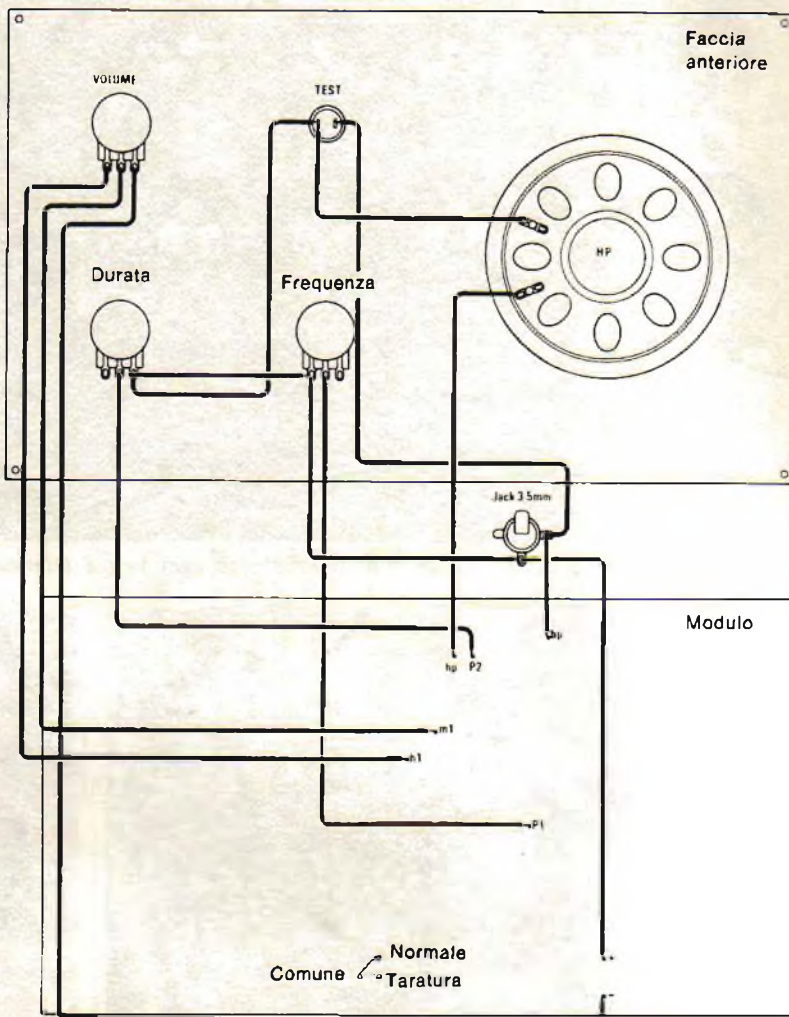 Faccia
anteriore
VOLUME
TEST
HP
Durata
Frequenza
Jack 3.5mm
Modulo
hp
hp P2
m1
h1
P1
Normale
Comune
Taratura